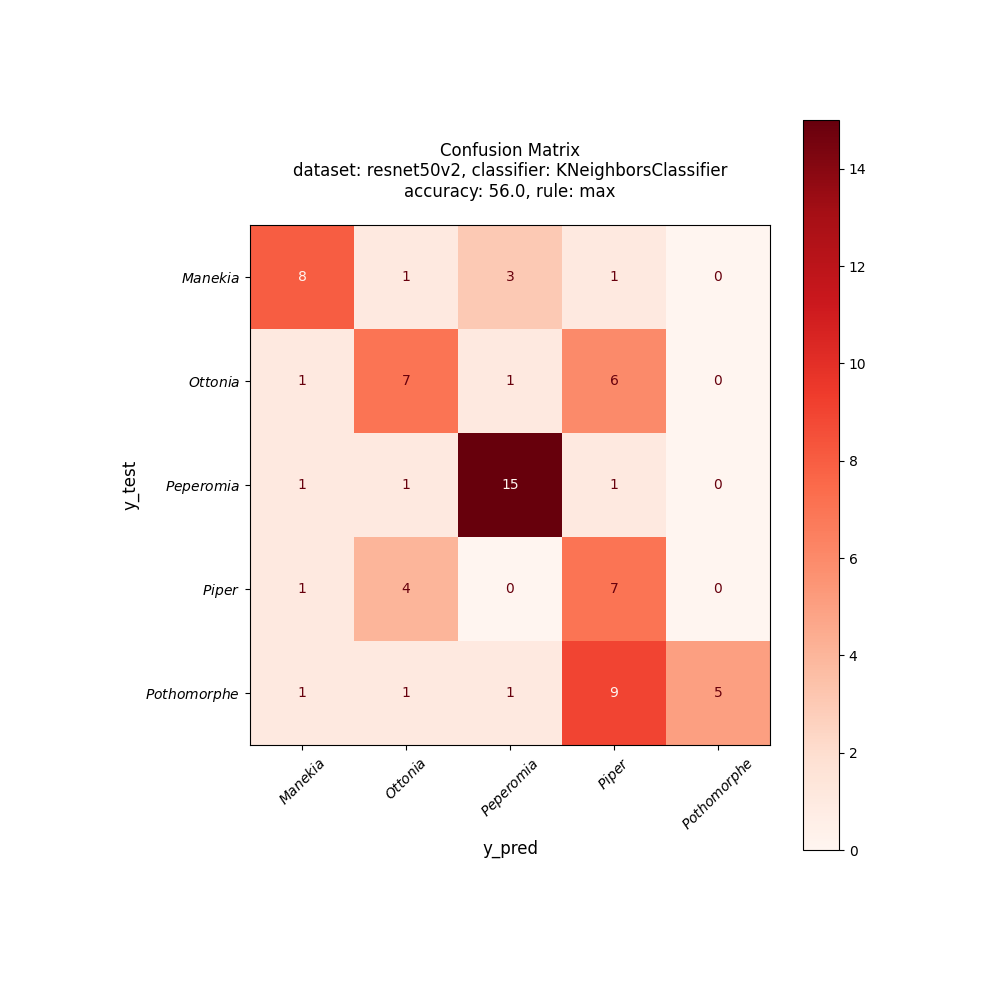 Confusion Matrix
dataset: resnet50v2, classifier: KNeighborsClassifier
accuracy: 56.0, rule: max
y_test
Manekia 8 1 3 1 0
Ottonia 1 7 1 6 0
Peperomia 1 1 15 1 0
Piper 1 4 0 7 0
Pothomorphe 1 1 1 9 5
Manekia Ottonia Peperomia Piper Pothomorphe
y_pred
14
12
10
8
6
4
2
0